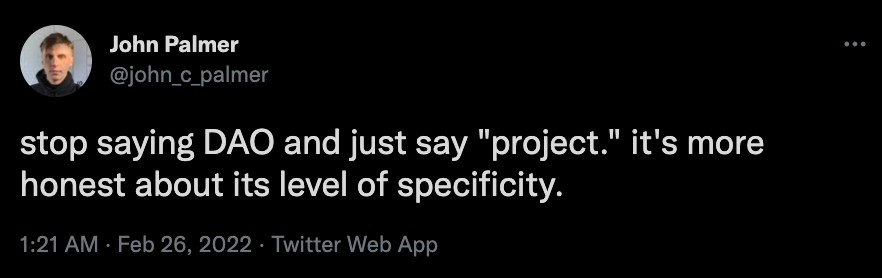 John Palmer
@john_c_palmer
stop saying DAO and just say "project." it's more
honest about its level of specificity.
1:21 AM · Feb 26, 2022 · Twitter Web App